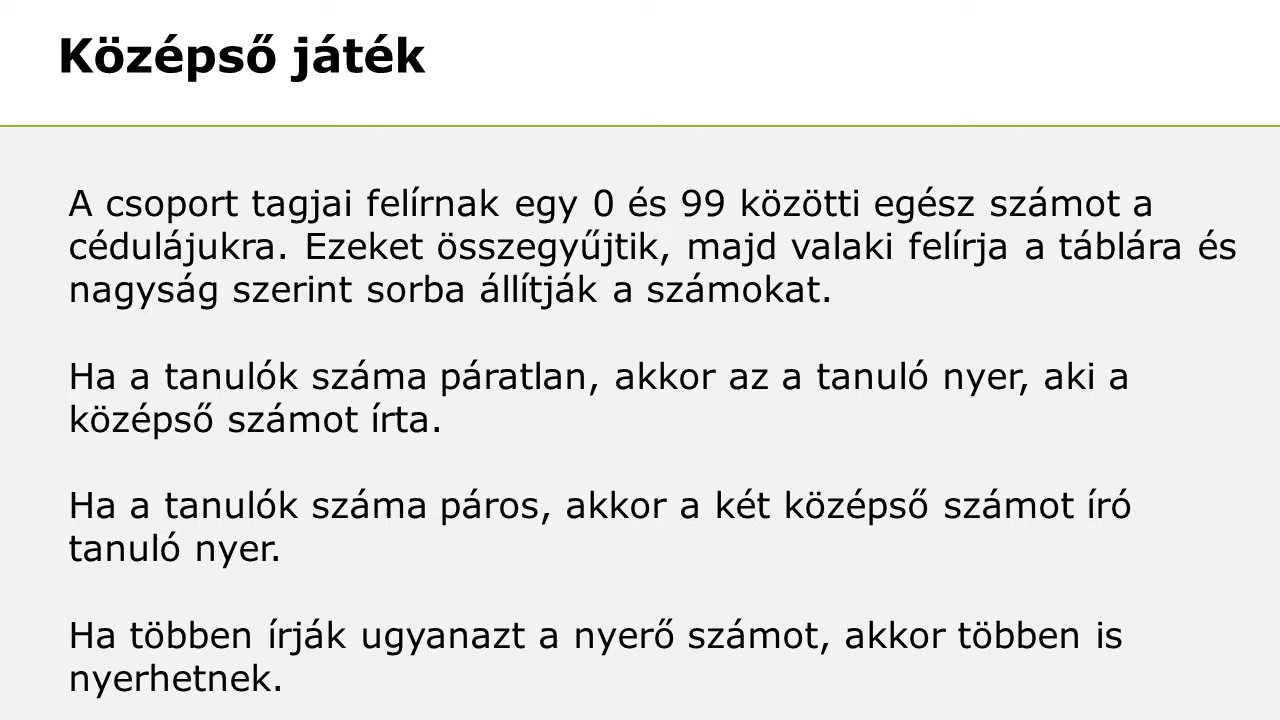 Középső játék
A csoport tagjai felírnak egy 0 és 99 közötti egész számot a
cédulájukra. Ezeket összegyűjtik, majd valaki felírja a táblára és
nagyság szerint sorba állítják a számokat.
Ha a tanulók száma páratlan, akkor az a tanuló nyer, aki a
középső számot írta.
Ha a tanulók száma páros, akkor a két középső számot író
tanuló nyer.
Ha többen írják ugyanazt a nyerő számot, akkor többen is
nyerhetnek.